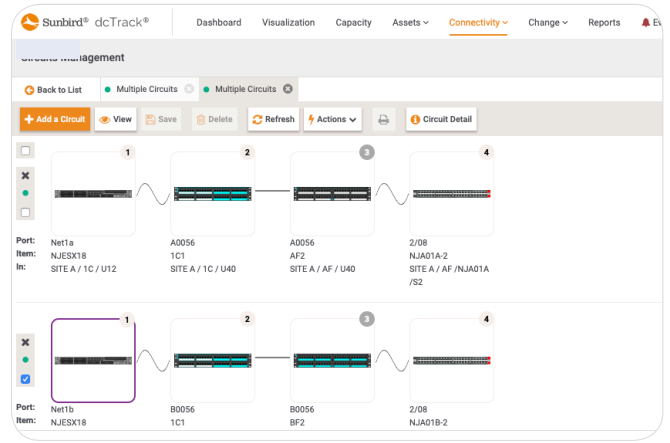 Sunbird® dcTrack®
Dashboard Visualization Capacity Assets Connectivity Change Reports
Circuits Management
Back to List Multiple Circuits Multiple Circuits
+ Add a Circuit View Save Delete Refresh Actions Circuit Detail
1 2 3 4
Port: Net1a A0056 A0056 2/08
Item: NJESX18 1C1 AF2 NJA01A-2
In: SITE A / 1C / U12 SITE A / 1C / U40 SITE A / AF / U40 SITE A / AF /NJA01A
/S2
1 2 3 4
Port: Net1b B0056 B0056 2/08
Item: NJESX18 1C1 BF2 NJA01B-2